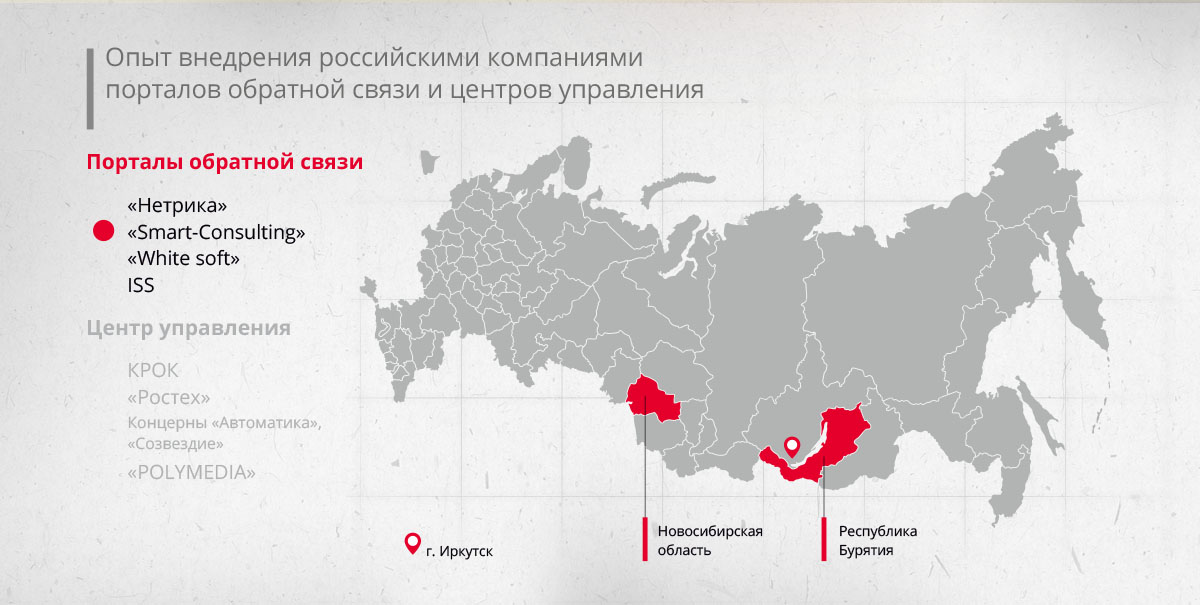 Опыт внедрения российскими компаниями
порталов обратной связи и центров управления
Порталы обратной связи
«Нетрика»
«Smart-Consulting»
«White soft»
ISS
Центр управления
КРОК
«Ростех»
Концерны «Автоматика»,
«Созвездие»
«POLYMEDIA»
г. Иркутск
Новосибирская
область
Республика
Бурятия